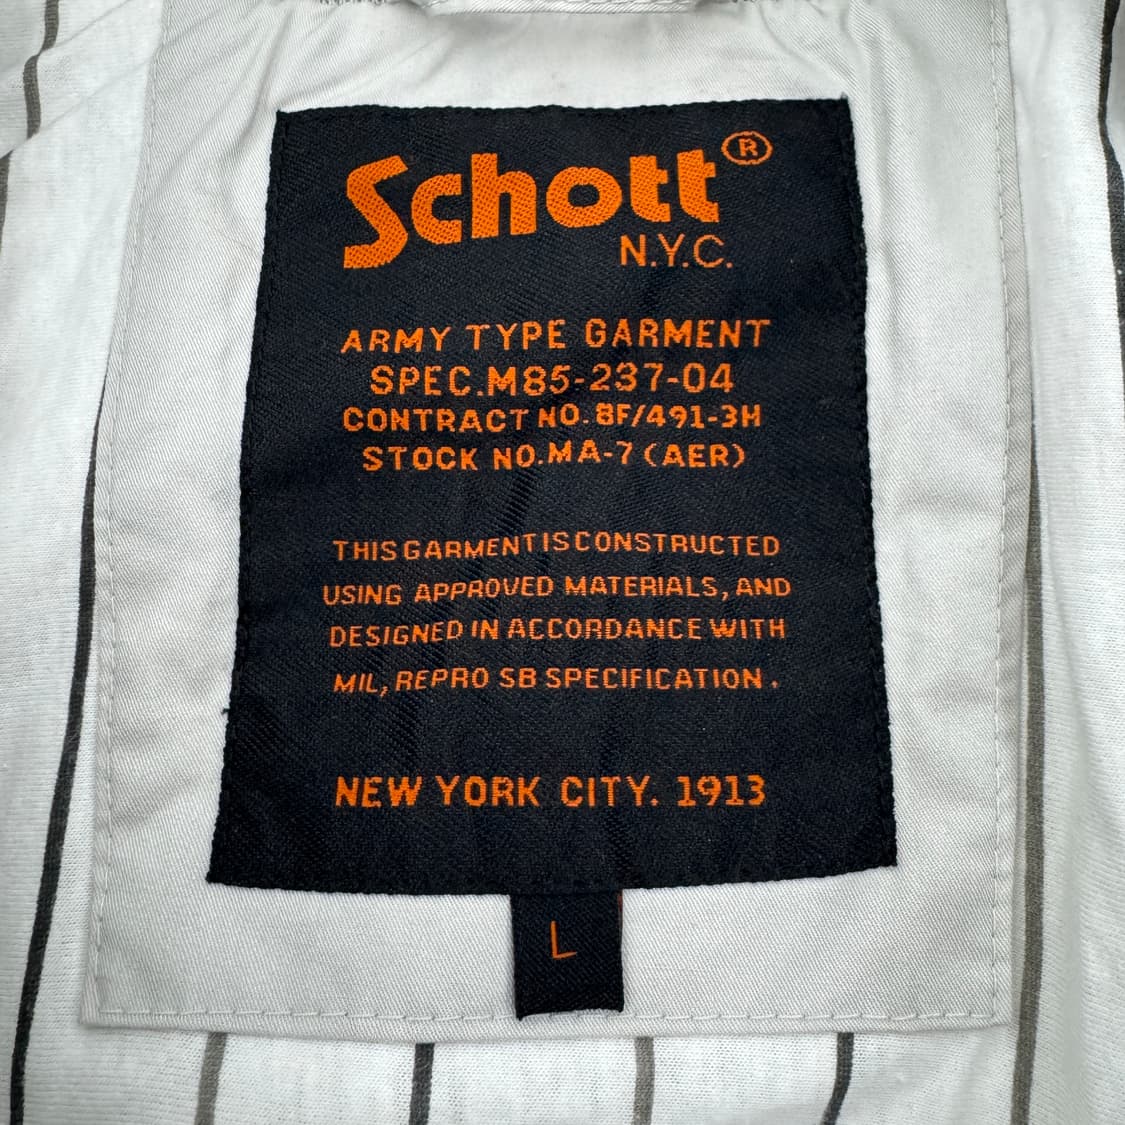 Schott®
N.Y.C.
ARMY TYPE GARMENT
SPEC.M85-237-04
CONTRACT NO. 8F/491-3H
STOCK NO.MA-7 (AER)
THIS GARMENT IS CONSTRUCTED
USING APPROVED MATERIALS, AND
DESIGNED IN ACCORDANCE WITH
MIL, REPRO SB SPECIFICATION.
NEW YORK CITY. 1913
L